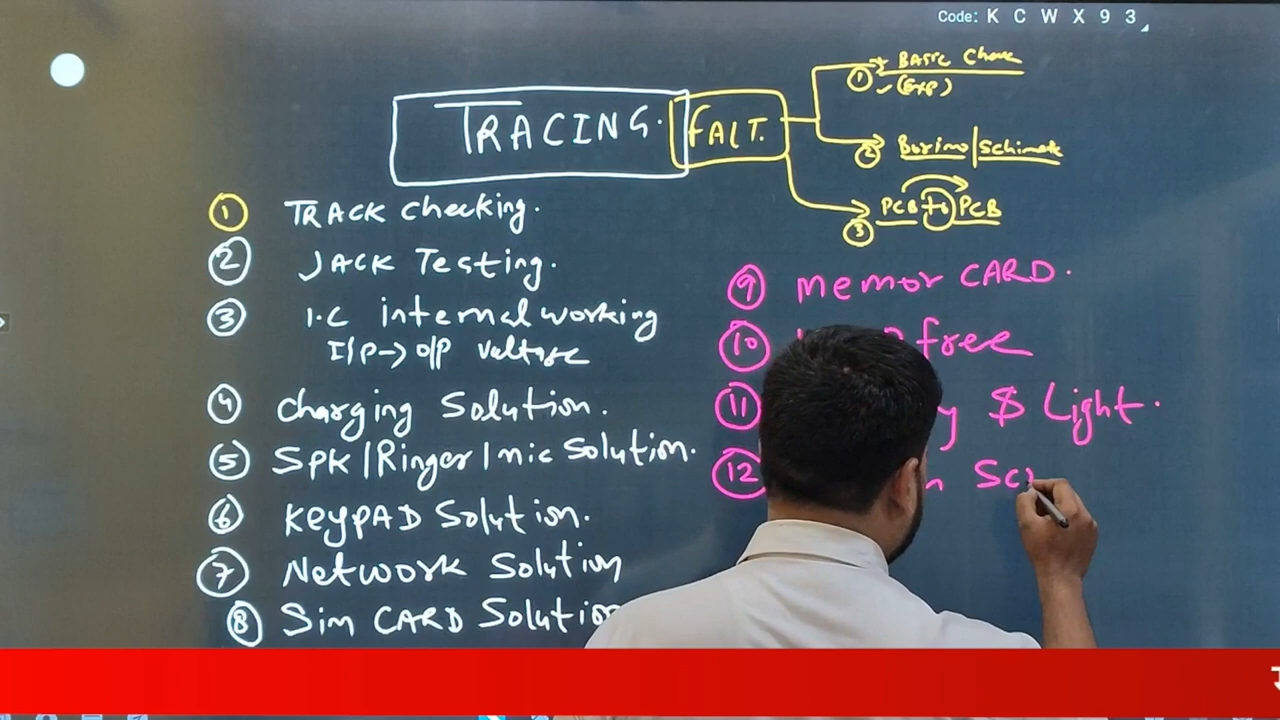 Code: K C W X 9 3
TRACING. FALT.
① BASIC Chek
(EXP)
② Borino | Schimate
③ PCB to PCB
① TRACK checking.
② JACK Testing.
③ I.C internal working
I/P → O/P Voltage
④ charging Solution.
⑤ SPK | Ringer | mic Solution.
⑥ KeyPAD Solution.
⑦ Network Solution
⑧ Sim CARD Solution
⑨ memor CARD.
⑩ free
⑪ y $ Light.
⑫ n Sc